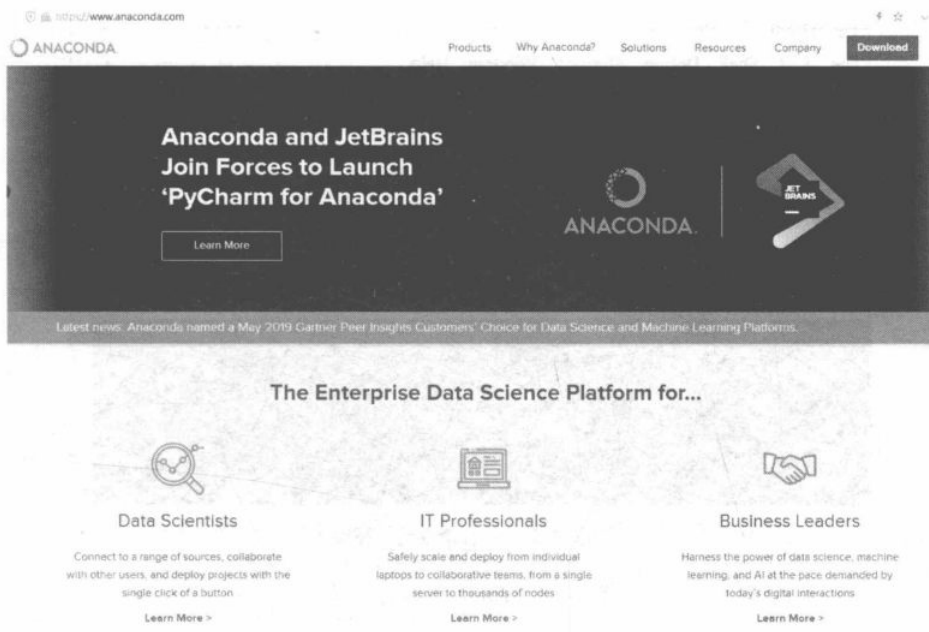 https://www.anaconda.com
ANACONDA.
Products Why Anaconda? Solutions Resources Company Download
Anaconda and JetBrains
Join Forces to Launch
‘PyCharm for Anaconda’
Learn More
ANACONDA.
JET
BRAINS
Latest news: Anaconda named a May 2019 Gartner Peer Insights Customers' Choice for Data Science and Machine Learning Platforms.
The Enterprise Data Science Platform for...
Data Scientists
Connect to a range of sources, collaborate
with other users, and deploy projects with the
single click of a button
Learn More >
IT Professionals
Safely scale and deploy from individual
laptops to collaborative teams, from a single
server to thousands of nodes
Learn More >
Business Leaders
Harness the power of data science, machine
learning, and AI at the pace demanded by
today's digital interactions
Learn More >